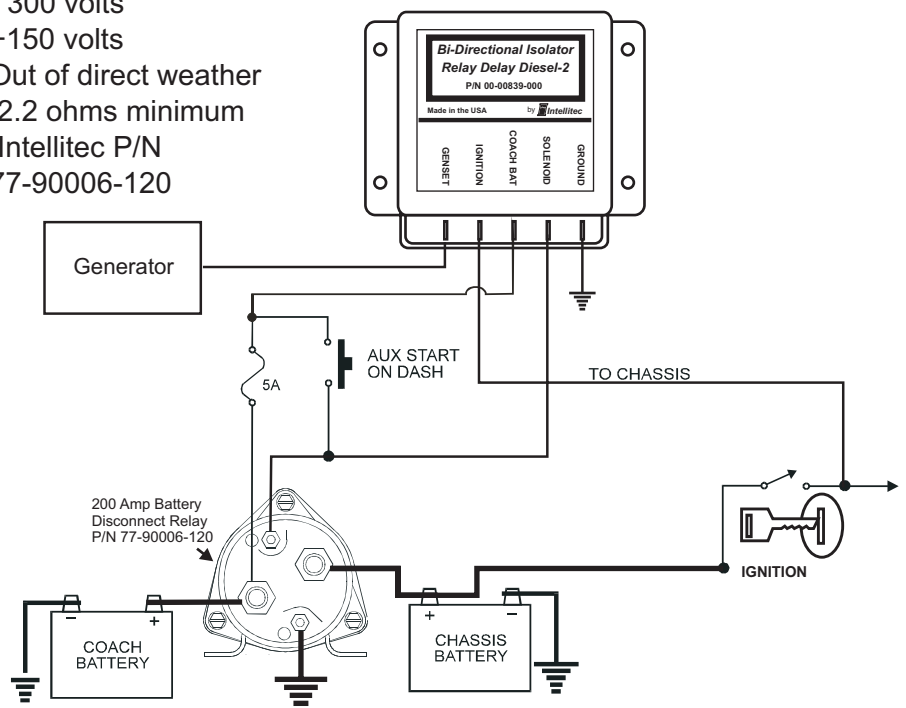 300 volts
150 volts
Out of direct weather
2.2 ohms minimum
Intellitec P/N
77-90006-120
Bi-Directional Isolator
Relay Delay Diesel-2
P/N 00-00839-000
Made in the USA by Intellitec
GENSET
IGNITION
COACH BAT
SOLENOID
GROUND
Generator
5A
AUX START
ON DASH
TO CHASSIS
200 Amp Battery
Disconnect Relay
P/N 77-90006-120
IGNITION
- +
COACH
BATTERY
+ -
CHASSIS
BATTERY